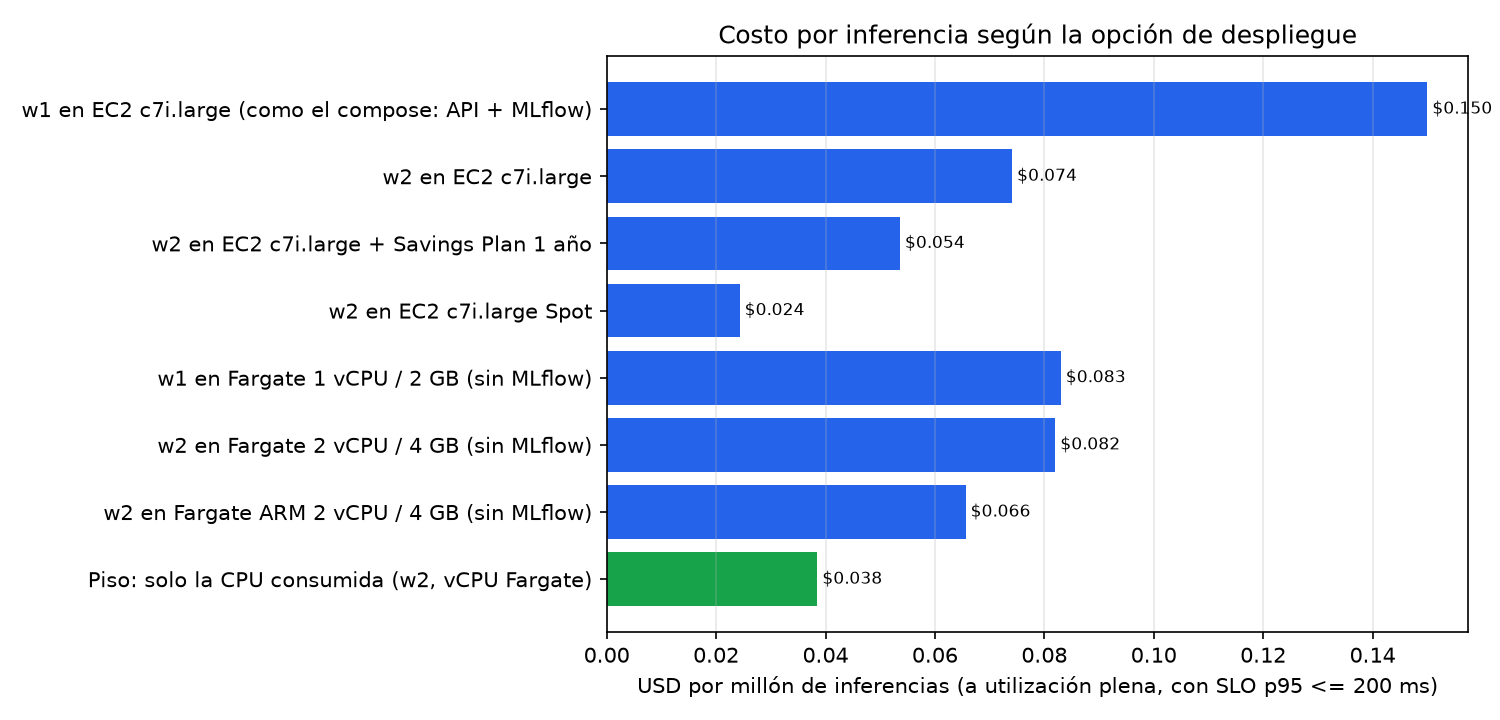 Costo por inferencia según la opción de despliegue
w1 en EC2 c7i.large (como el compose: API + MLflow)
$0.150
w2 en EC2 c7i.large
$0.074
w2 en EC2 c7i.large + Savings Plan 1 año
$0.054
w2 en EC2 c7i.large Spot
$0.024
w1 en Fargate 1 vCPU / 2 GB (sin MLflow)
$0.083
w2 en Fargate 2 vCPU / 4 GB (sin MLflow)
$0.082
w2 en Fargate ARM 2 vCPU / 4 GB (sin MLflow)
$0.066
Piso: solo la CPU consumida (w2, vCPU Fargate)
$0.038
0.00 0.02 0.04 0.06 0.08 0.10 0.12 0.14
USD por millón de inferencias (a utilización plena, con SLO p95 <= 200 ms)